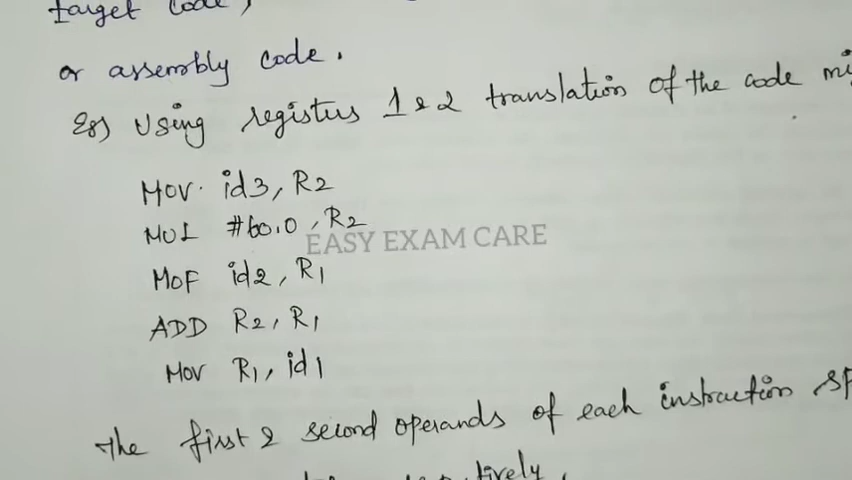 target code,
or assembly code.
Eg) Using registers 1 & 2 translation of the code
MOV. id3, R2
MUL #60.0, R2
EASY EXAM CARE
MOF id2, R1
ADD R2, R1
MOV R1, id1
The first & second operands of each instruction